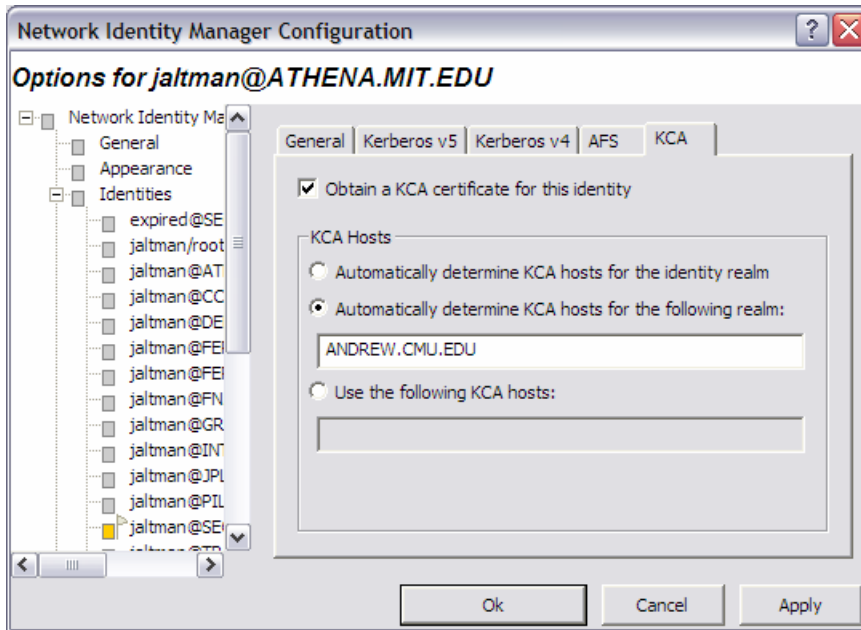 Network Identity Manager Configuration
Options for jaltman@ATHENA.MIT.EDU
Network Identity Ma
General
Appearance
Identities
expired@SE
jaltman/root
jaltman@AT
jaltman@CC
jaltman@DE
jaltman@FE
jaltman@FE
jaltman@FN
jaltman@GR
jaltman@INT
jaltman@JPL
jaltman@PIL
jaltman@SE
General Kerberos v5 Kerberos v4 AFS KCA
Obtain a KCA certificate for this identity
KCA Hosts
Automatically determine KCA hosts for the identity realm
Automatically determine KCA hosts for the following realm:
ANDREW.CMU.EDU
Use the following KCA hosts:
Ok Cancel Apply